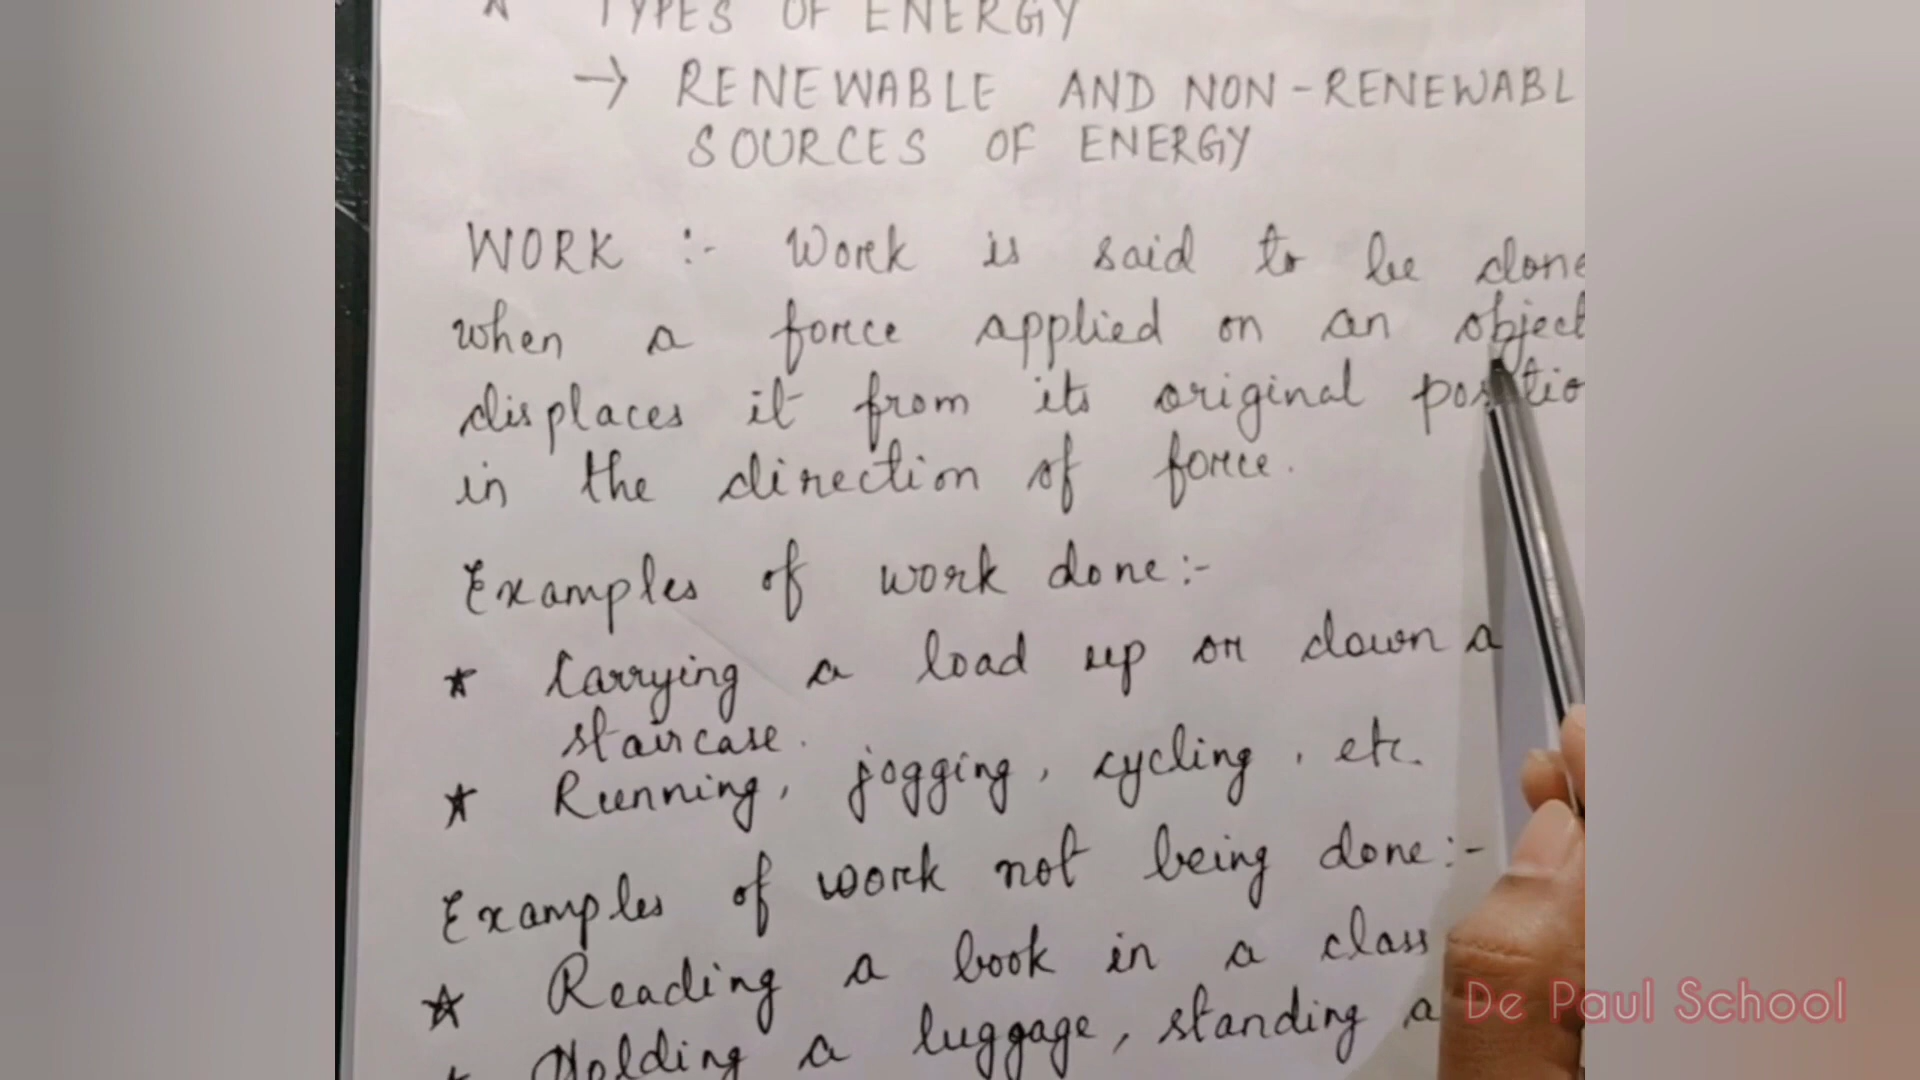 * TYPES OF ENERGY
→ RENEWABLE AND NON-RENEWABL
SOURCES OF ENERGY
WORK :- Work is said to be done
when a force applied on an object
displaces it from its original positio
in the direction of force.
Examples of work done:-
* Carrying a load up or down a
staircase.
* Running, jogging, cycling, etc.
Examples of work not being done:-
* Reading a book in a class
* Holding a luggage, standing a
De Paul School